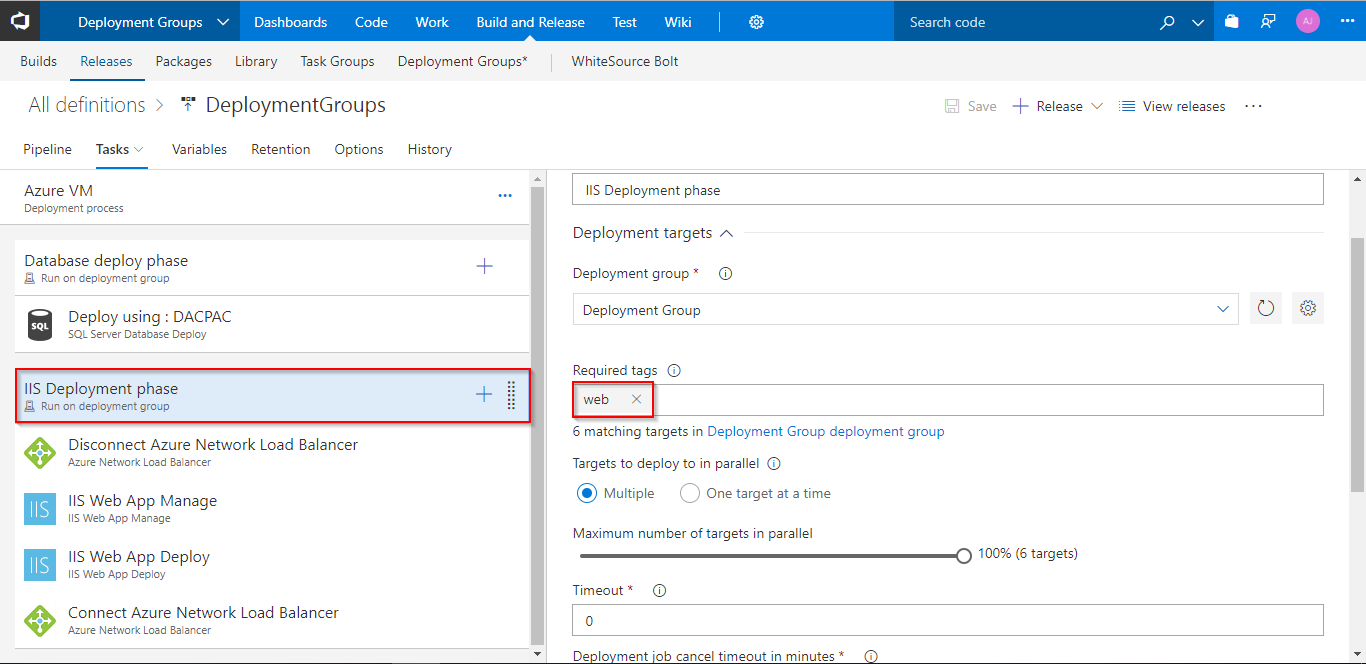 Deployment Groups Dashboards Code Work Build and Release Test Wiki Search code AJ
Builds Releases Packages Library Task Groups Deployment Groups* WhiteSource Bolt
All definitions > DeploymentGroups Save Release View releases ...
Pipeline Tasks Variables Retention Options History
Azure VM
Deployment process
Database deploy phase
Run on deployment group
SQL
Deploy using : DACPAC
SQL Server Database Deploy
IIS Deployment phase
Run on deployment group
Disconnect Azure Network Load Balancer
Azure Network Load Balancer
IIS
IIS Web App Manage
IIS Web App Manage
IIS
IIS Web App Deploy
IIS Web App Deploy
Connect Azure Network Load Balancer
Azure Network Load Balancer
IIS Deployment phase
Deployment targets
Deployment group *
Deployment Group
Required tags
web
6 matching targets in Deployment Group deployment group
Targets to deploy to in parallel
Multiple One target at a time
Maximum number of targets in parallel
100% (6 targets)
Timeout *
0
Deployment job cancel timeout in minutes *